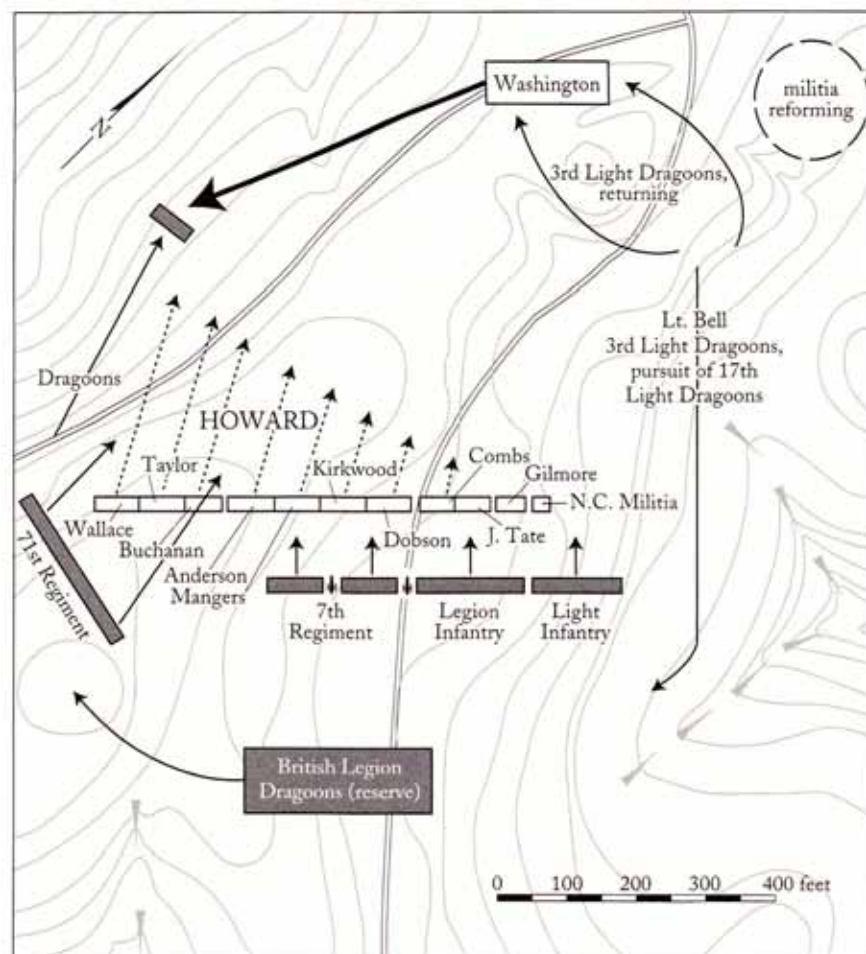 Washington
militia
reforming
N
3rd Light Dragoons,
returning
Lt. Bell
3rd Light Dragoons,
pursuit of 17th
Light Dragoons
Dragoons
HOWARD
Taylor
Kirkwood
Combs
Gilmore
N.C. Militia
Wallace
Buchanan
Dobson
J. Tate
Anderson
Mangers
71st Regiment
7th
Regiment
Legion
Infantry
Light
Infantry
British Legion
Dragoons (reserve)
0 100 200 300 400 feet